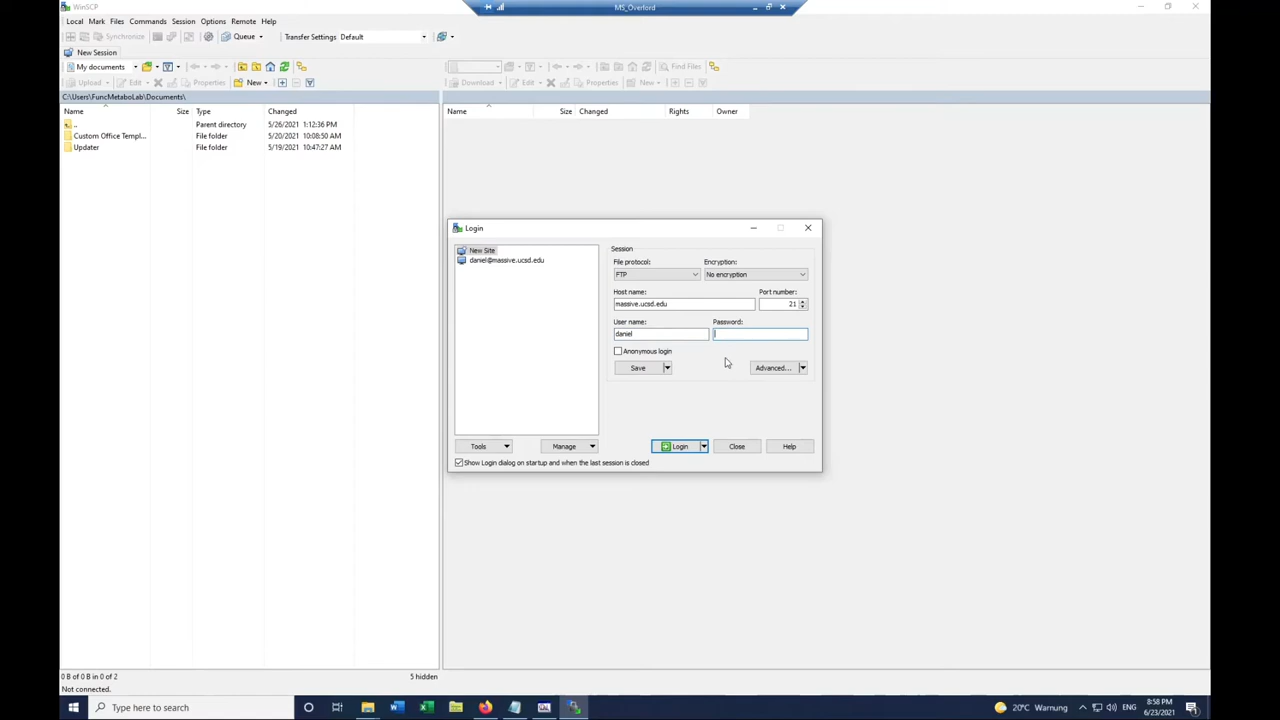 WinSCP
MS_Overlord
Local Mark Files Commands Session Options Remote Help
Synchronize Queue Transfer Settings Default
New Session
My documents Find Files
Upload Edit Properties New Download Edit Properties New
C:\Users\FuncMetaboLab\Documents\
Name Size Type Changed Name Size Changed Rights Owner
.. Parent directory 5/26/2021 1:12:36 PM
Custom Office Templ... File folder 5/20/2021 10:08:50 AM
Updater File folder 5/19/2021 10:47:27 AM
Login
New Site
daniel@massive.ucsd.edu
Session
File protocol: Encryption:
FTP No encryption
Host name: Port number:
massive.ucsd.edu 21
User name: Password:
daniel
Anonymous login
Save Advanced...
Tools Manage Login Close Help
Show Login dialog on startup and when the last session is closed
0 B of 0 B in 0 of 2 5 hidden
Not connected.
Type here to search
20°C Warnung ENG
8:58 PM
6/23/2021